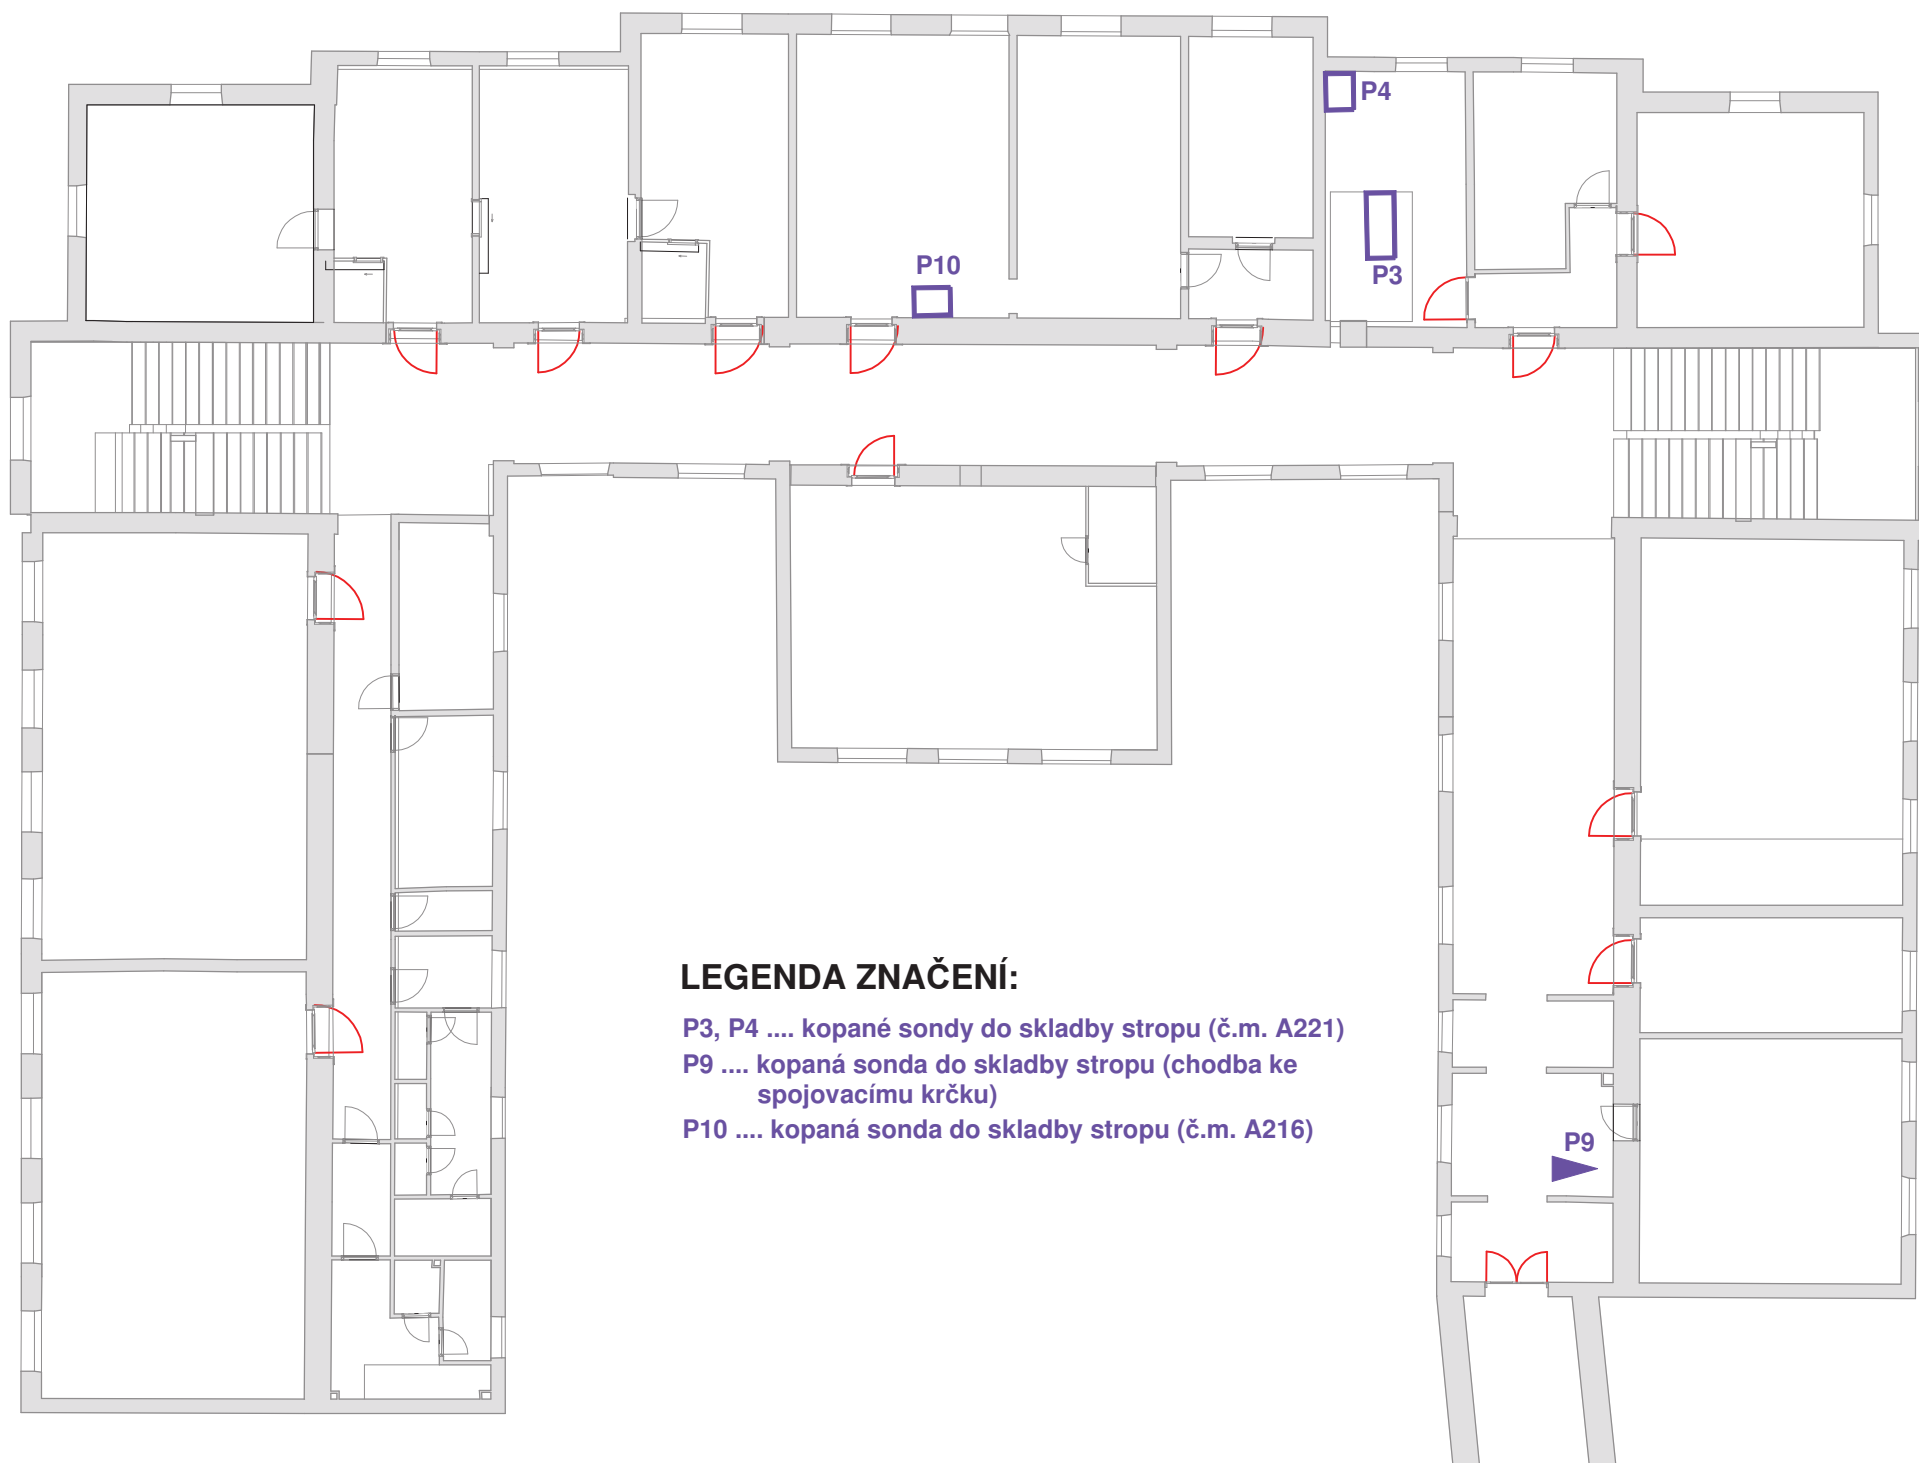 P4
P3
P10
LEGENDA ZNAČENÍ:
P3, P4 .... kopané sondy do skladby stropu (č.m. A221)
P9 .... kopaná sonda do skladby stropu (chodba ke
spojovacímu krčku)
P10 .... kopaná sonda do skladby stropu (č.m. A216)
P9